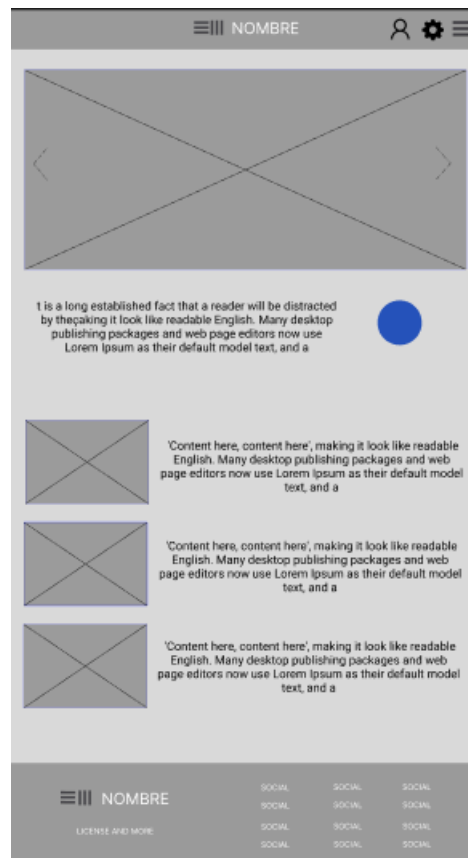 NOMBRE
t is a long established fact that a reader will be distracted
by theçaking it look like readable English. Many desktop
publishing packages and web page editors now use
Lorem Ipsum as their default model text, and a
'Content here, content here', making it look like readable
English. Many desktop publishing packages and web
page editors now use Lorem Ipsum as their default model
text, and a
'Content here, content here', making it look like readable
English. Many desktop publishing packages and web
page editors now use Lorem Ipsum as their default model
text, and a
'Content here, content here', making it look like readable
English. Many desktop publishing packages and web
page editors now use Lorem Ipsum as their default model
text, and a
NOMBRE
LICENSE AND MORE
SOCIAL SOCIAL SOCIAL
SOCIAL SOCIAL SOCIAL
SOCIAL SOCIAL SOCIAL
SOCIAL SOCIAL SOCIAL